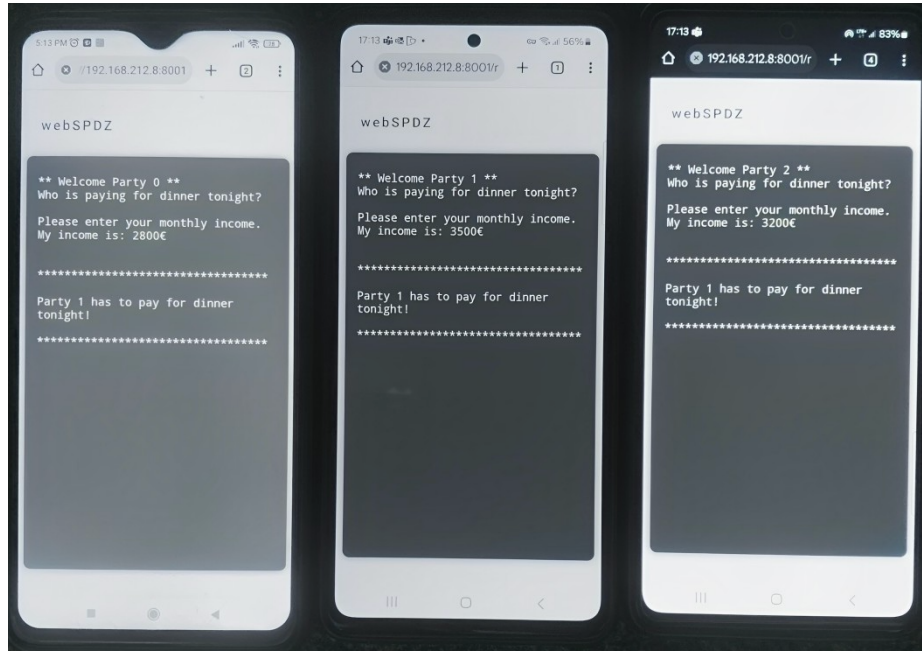 5:13 PM
192.168.212.8:8001
2
webSPDZ
** Welcome Party 0 **
Who is paying for dinner tonight?
Please enter your monthly income.
My income is: 2800€
***********************************
Party 1 has to pay for dinner
tonight!
***********************************
17:13
56%
192.168.212.8:8001/r
1
webSPDZ
** Welcome Party 1 **
Who is paying for dinner tonight?
Please enter your monthly income.
My income is: 3500€
***********************************
Party 1 has to pay for dinner
tonight!
***********************************
17:13
83%
192.168.212.8:8001/r
4
webSPDZ
** Welcome Party 2 **
Who is paying for dinner tonight?
Please enter your monthly income.
My income is: 3200€
***********************************
Party 1 has to pay for dinner
tonight!
***********************************